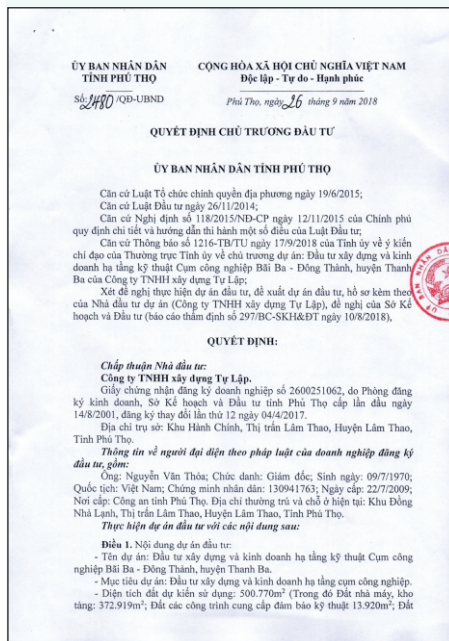 ỦY BAN NHÂN DÂN
TỈNH PHÚ THỌ
CỘNG HÒA XÃ HỘI CHỦ NGHĨA VIỆT NAM
Độc lập - Tự do - Hạnh phúc
Số: 2480 /QĐ-UBND
Phú Thọ, ngày 26 tháng 9 năm 2018
QUYẾT ĐỊNH CHỦ TRƯƠNG ĐẦU TƯ
ỦY BAN NHÂN DÂN TỈNH PHÚ THỌ
Căn cứ Luật Tổ chức chính quyền địa phương ngày 19/6/2015;
Căn cứ Luật Đầu tư ngày 26/11/2014;
Căn cứ Nghị định số 118/2015/NĐ-CP ngày 12/11/2015 của Chính phủ
quy định chi tiết và hướng dẫn thi hành một số điều của Luật Đầu tư;
Căn cứ Thông báo số 1216-TB/TU ngày 17/9/2018 của Tỉnh ủy về ý kiến
chỉ đạo của Thường trực Tỉnh ủy về chủ trương dự án: Đầu tư xây dựng và kinh
doanh hạ tầng kỹ thuật Cụm công nghiệp Bãi Ba - Đông Thành, huyện Thanh
Ba của Công ty TNHH xây dựng Tự Lập;
Xét đề nghị thực hiện dự án đầu tư, đề xuất dự án đầu tư, hồ sơ kèm theo
của Nhà đầu tư dự án (Công ty TNHH xây dựng Tự Lập), đề nghị của Sở Kế
hoạch và Đầu tư (báo cáo thẩm định số 297/BC-SKH&ĐT ngày 10/8/2018),
QUYẾT ĐỊNH:
Chấp thuận Nhà đầu tư:
Công ty TNHH xây dựng Tự Lập.
Giấy chứng nhận đăng ký doanh nghiệp số 2600251062, do Phòng đăng
ký kinh doanh, Sở Kế hoạch và Đầu tư tỉnh Phú Thọ cấp lần đầu ngày
14/8/2001, đăng ký thay đổi lần thứ 12 ngày 04/4/2017.
Địa chỉ trụ sở: Khu Hành Chính, Thị trấn Lâm Thao, Huyện Lâm Thao,
Tỉnh Phú Thọ.
Thông tin về người đại diện theo pháp luật của doanh nghiệp đăng ký
đầu tư, gồm:
Ông: Nguyễn Văn Thỏa; Chức danh: Giám đốc; Sinh ngày: 09/7/1970;
Quốc tịch: Việt Nam; Chứng minh nhân dân: 130941763; Ngày cấp: 22/7/2009;
Nơi cấp: Công an tỉnh Phú Thọ. Địa chỉ thường trú và chỗ ở hiện tại: Khu Đồng
Nhà Lạnh, Thị trấn Lâm Thao, Huyện Lâm Thao, Tỉnh Phú Thọ.
Thực hiện dự án đầu tư với các nội dung sau:
Điều 1. Nội dung dự án đầu tư:
- Tên dự án: Đầu tư xây dựng và kinh doanh hạ tầng kỹ thuật Cụm công
nghiệp Bãi Ba - Đông Thành, huyện Thanh Ba.
- Mục tiêu dự án: Đầu tư xây dựng và kinh doanh hạ tầng cụm công nghiệp.
- Diện tích đất dự kiến sử dụng: 500.770m² (Trong đó Đất nhà máy, kho
tàng: 372.919m²; Đất các công trình cung cấp đảm bảo kỹ thuật 13.920m²; Đất